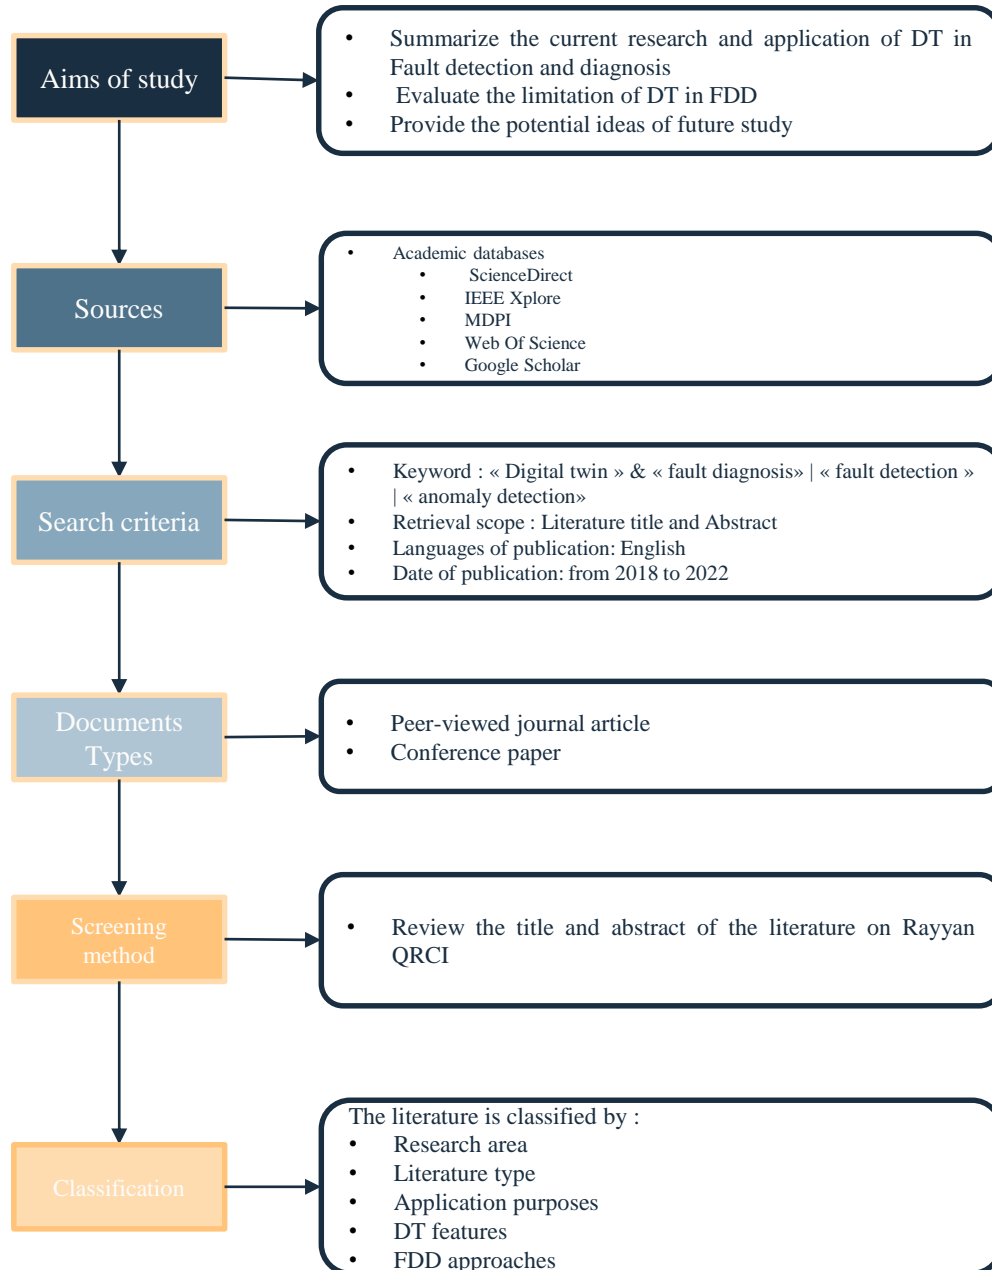 Aims of study
• Summarize the current research and application of DT in
Fault detection and diagnosis
• Evaluate the limitation of DT in FDD
• Provide the potential ideas of future study
Sources
• Academic databases
• ScienceDirect
• IEEE Xplore
• MDPI
• Web Of Science
• Google Scholar
Search criteria
• Keyword : « Digital twin » & « fault diagnosis» | « fault detection »
| « anomaly detection»
• Retrieval scope : Literature title and Abstract
• Languages of publication: English
• Date of publication: from 2018 to 2022
Documents
Types
• Peer-viewed journal article
• Conference paper
Screening
method
• Review the title and abstract of the literature on Rayyan
QRCI
Classification
The literature is classified by :
• Research area
• Literature type
• Application purposes
• DT features
• FDD approaches